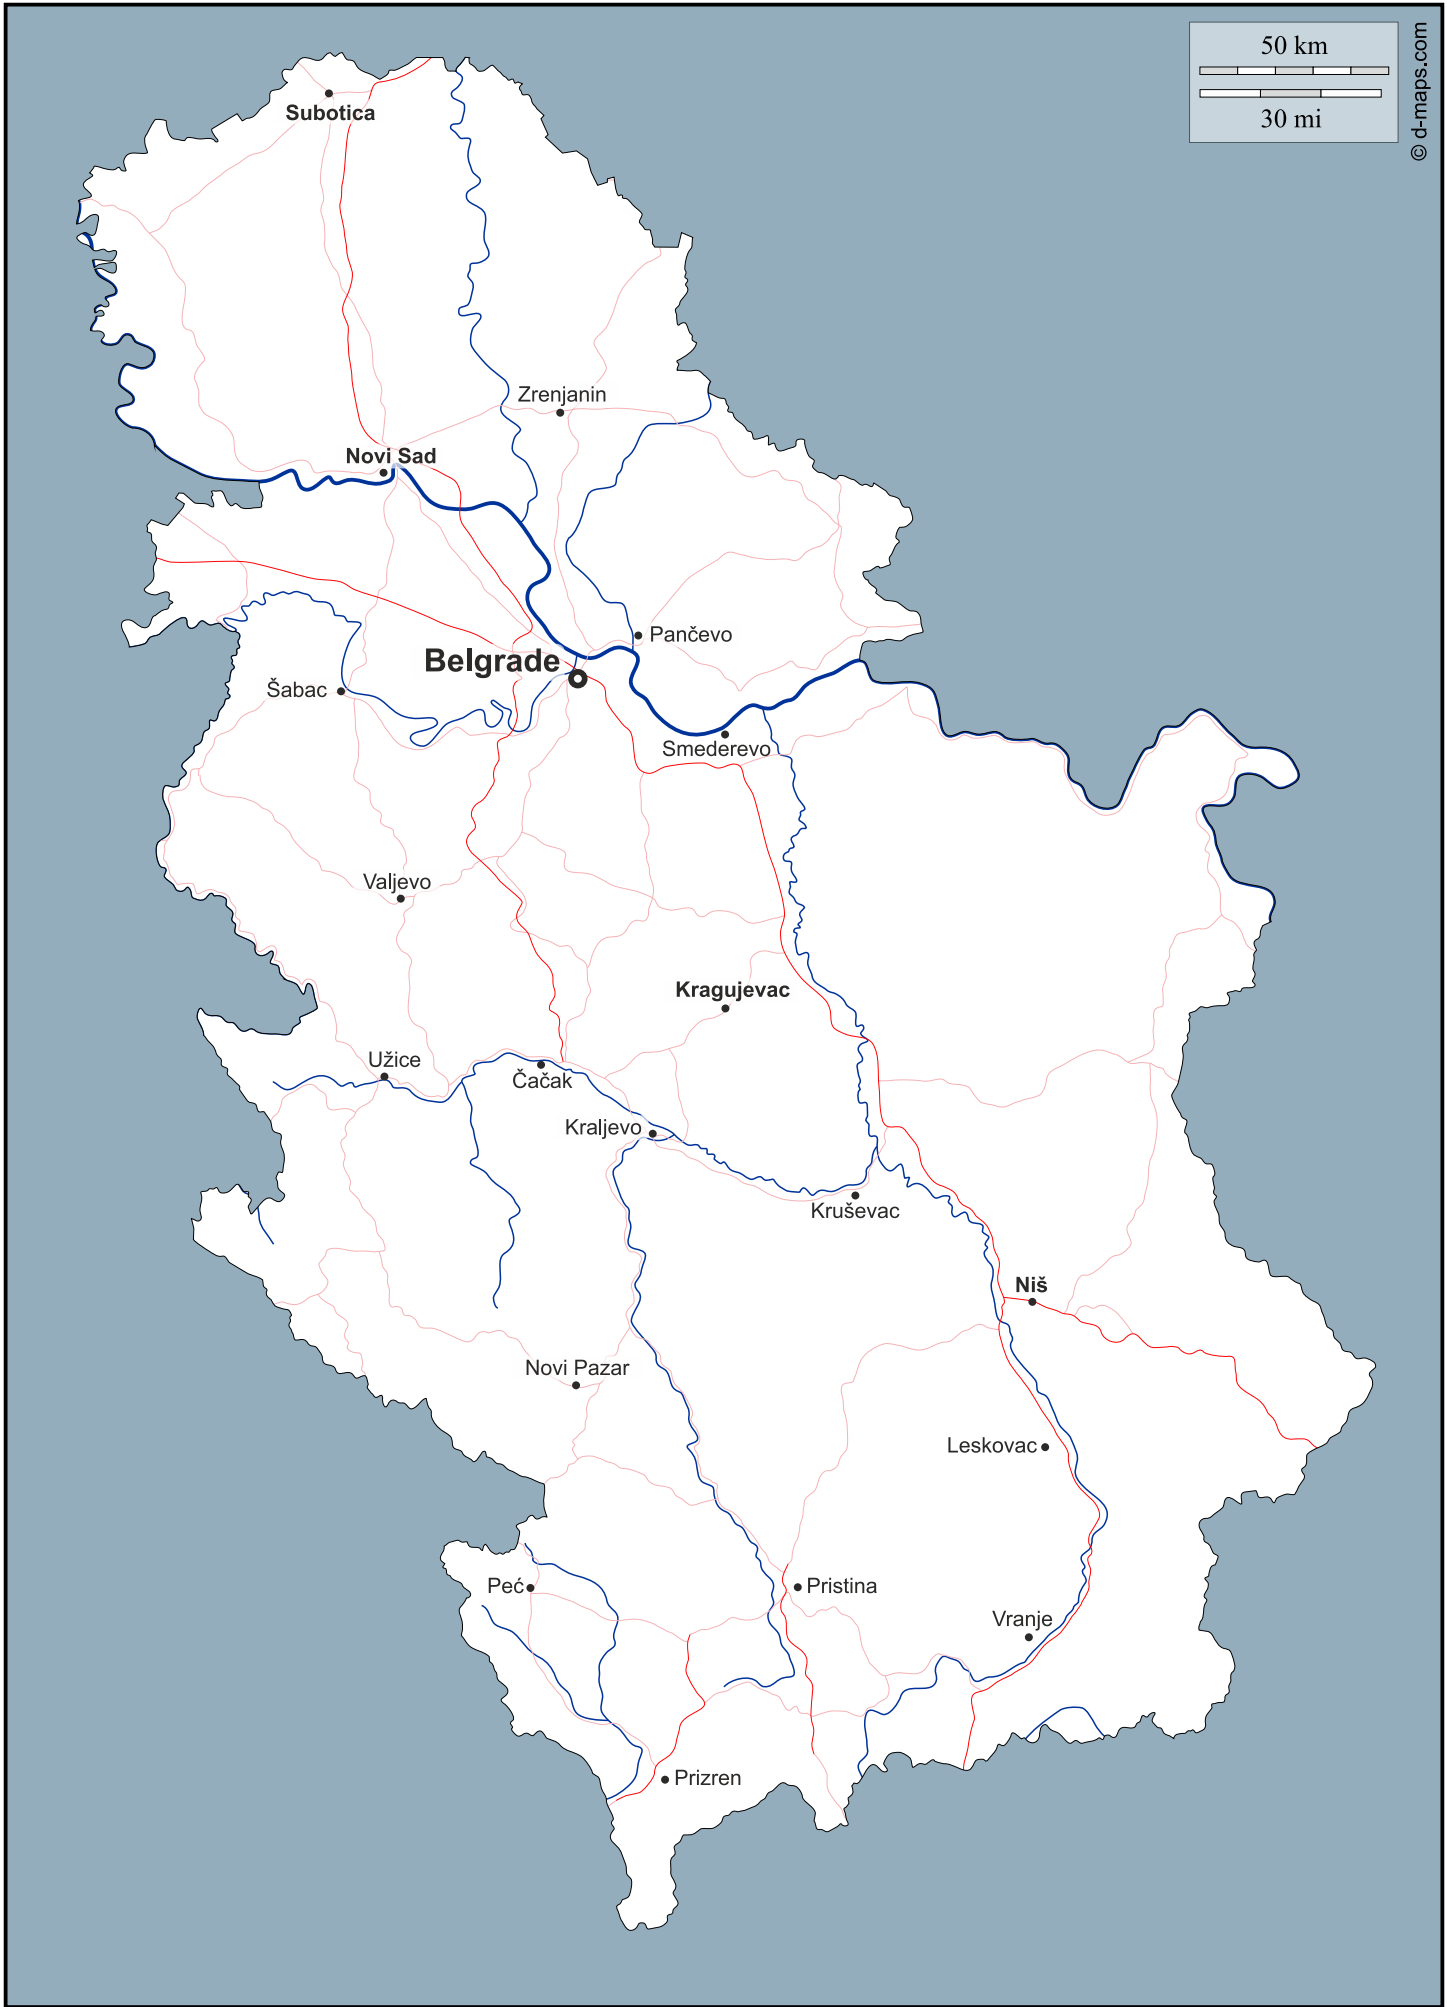 50 km
30 mi
© d-maps.com
Subotica
Zrenjanin
Novi Sad
Pančevo
Belgrade
Šabac
Smederevo
Valjevo
Kragujevac
Užice
Čačak
Kraljevo
Kruševac
Niš
Novi Pazar
Leskovac
Peć
Pristina
Vranje
Prizren